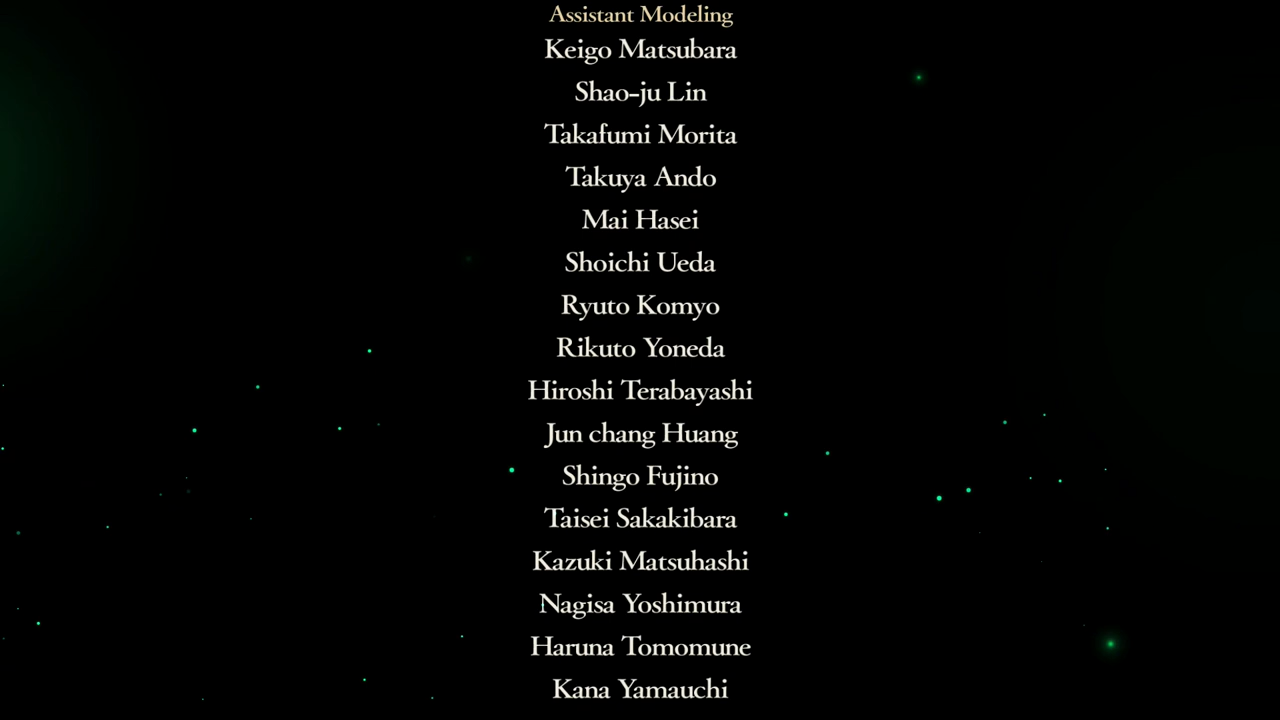 Assistant Modeling
Keigo Matsubara
Shao-ju Lin
Takafumi Morita
Takuya Ando
Mai Hasei
Shoichi Ueda
Ryuto Komyo
Rikuto Yoneda
Hiroshi Terabayashi
Jun chang Huang
Shingo Fujino
Taisei Sakakibara
Kazuki Matsuhashi
Nagisa Yoshimura
Haruna Tomomune
Kana Yamauchi